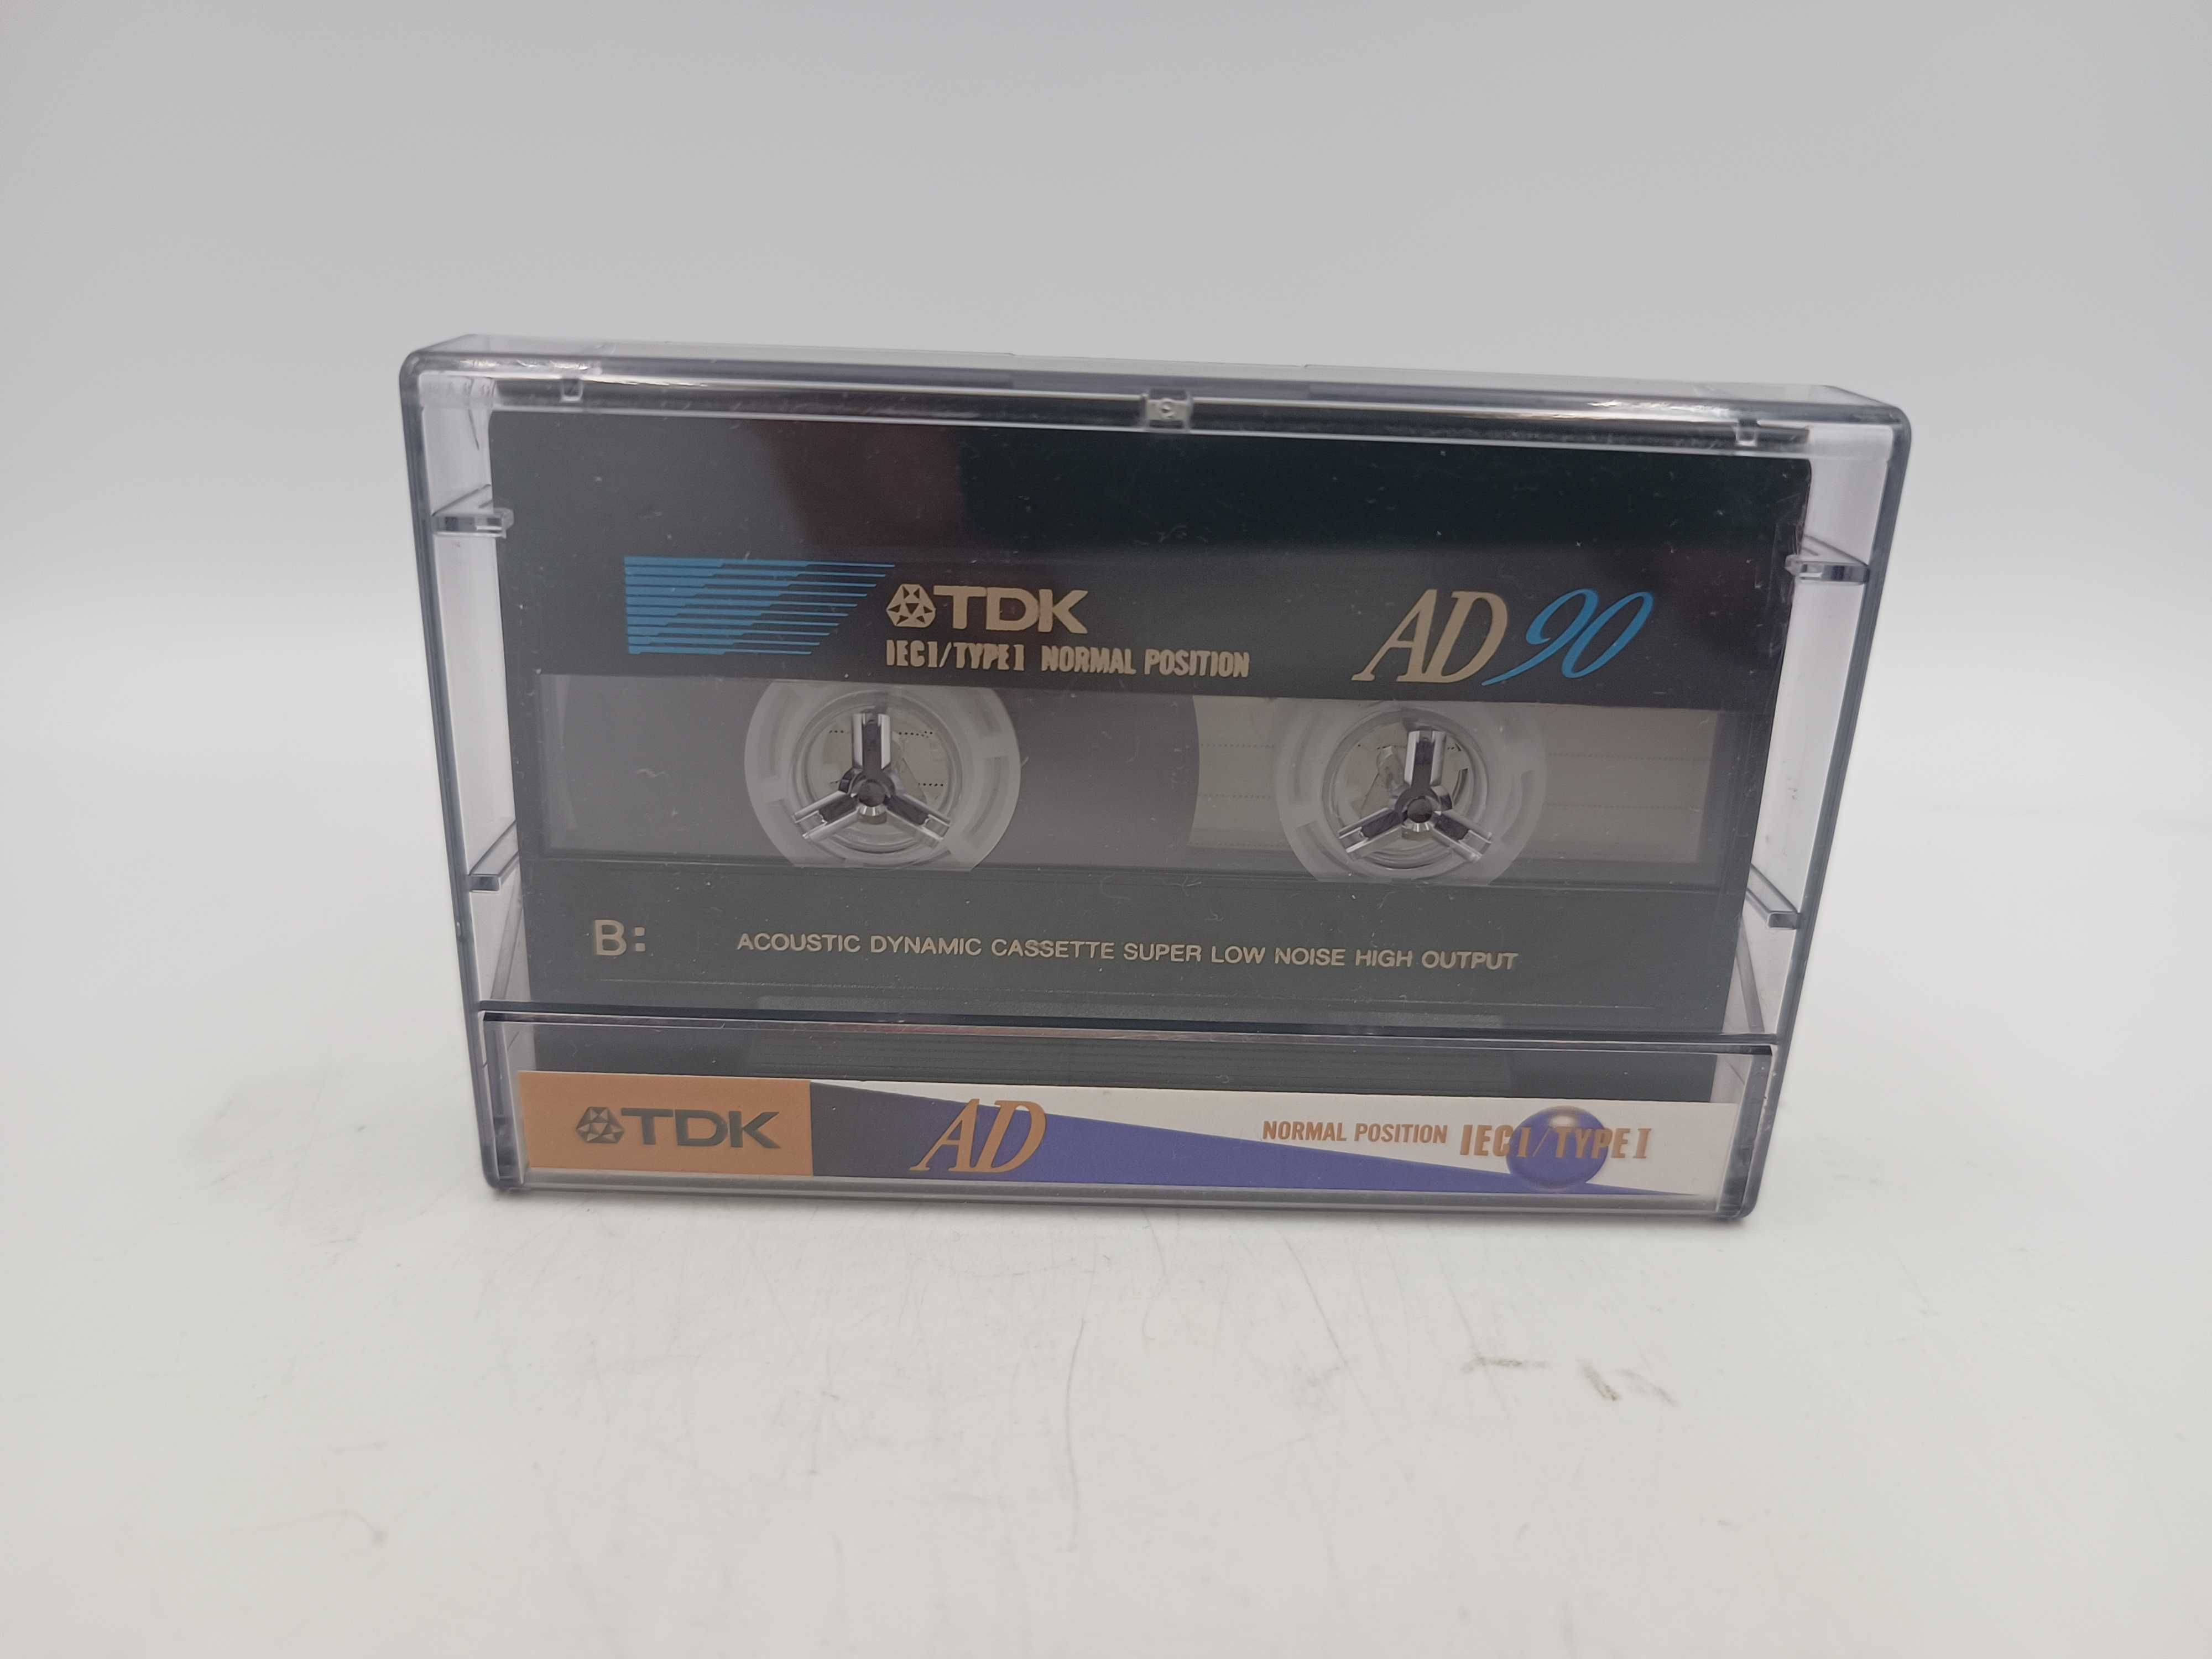 TDK
AD 90
IEC I/TYPE I NORMAL POSITION
B: ACOUSTIC DYNAMIC CASSETTE SUPER LOW NOISE HIGH OUTPUT
TDK AD NORMAL POSITION IEC I/TYPE I